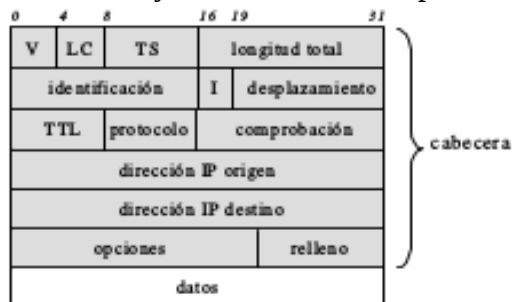 0 4 8 16 19 31
V LC TS longitud total
identificación I desplazamiento
TTL protocolo comprobación
cabecera
dirección IP origen
dirección IP destino
opciones relleno
datos